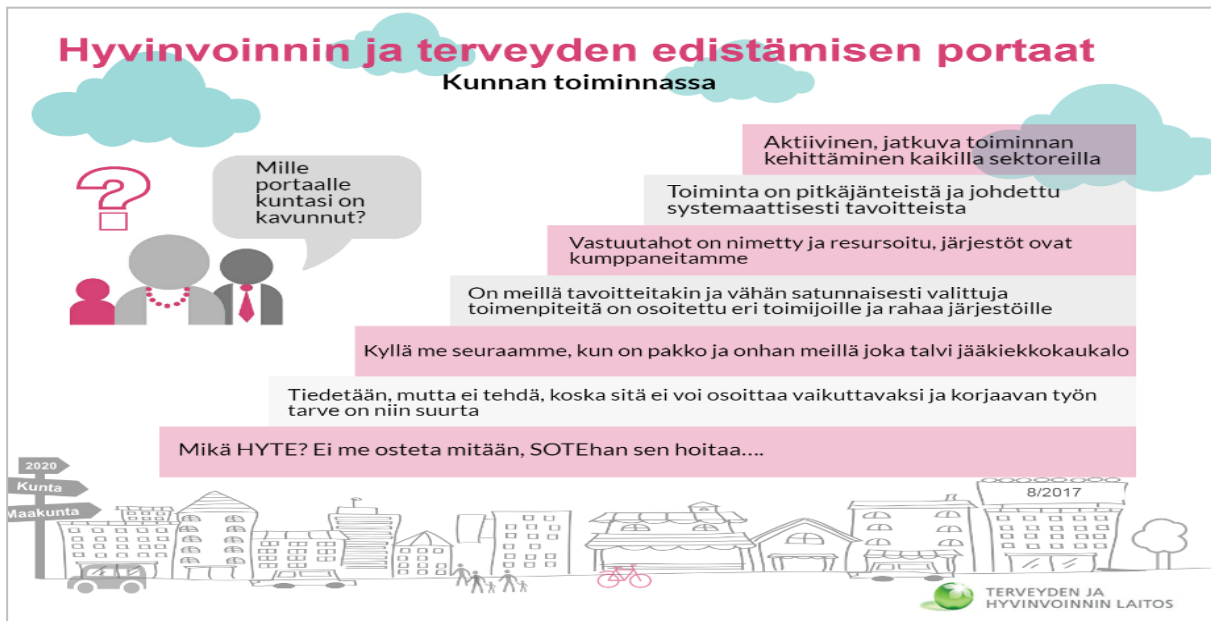 Hyvinvoinnin ja terveyden edistämisen portaat
Kunnan toiminnassa
Mille
portaalle
kuntasi on
kavunnut?
Aktiivinen, jatkuva toiminnan
kehittäminen kaikilla sektoreilla
Toiminta on pitkäjänteistä ja johdettu
systemaattisesti tavoitteista
Vastuutahot on nimetty ja resursoitu, järjestöt ovat
kumppaneitamme
On meillä tavoitteitakin ja vähän satunnaisesti valittuja
toimenpiteitä on osoitettu eri toimijoille ja rahaa järjestöille
Kyllä me seuraamme, kun on pakko ja onhan meillä joka talvi jääkiekkokaukalo
Tiedetään, mutta ei tehdä, koska sitä ei voi osoittaa vaikuttavaksi ja korjaavan työn
tarve on niin suurta
Mikä HYTE? Ei me osteta mitään, SOTEhan sen hoitaa....
2020
Kunta
Maakunta
8/2017
TERVEYDEN JA
HYVINVOINNIN LAITOS